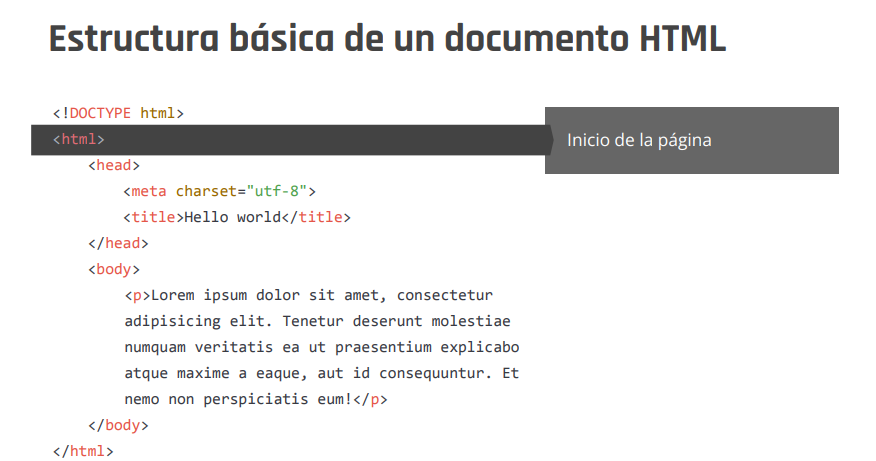 Estructura básica de un documento HTML
<!DOCTYPE html>
<html>
Inicio de la página
<head>
<meta charset="utf-8">
<title>Hello world</title>
</head>
<body>
<p>Lorem ipsum dolor sit amet, consectetur
adipisicing elit. Tenetur deserunt molestiae
numquam veritatis ea ut praesentium explicabo
atque maxime a eaque, aut id consequuntur. Et
nemo non perspiciatis eum!</p>
</body>
</html>